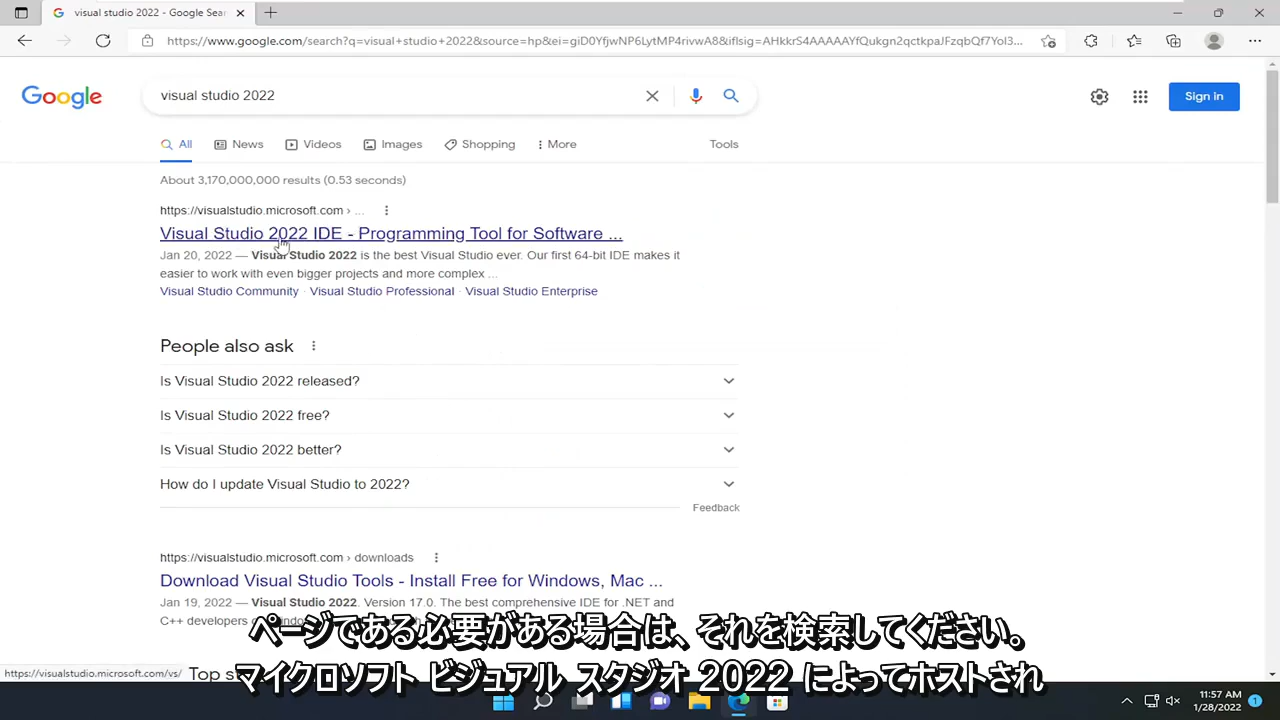 visual studio 2022 - Google Sear
https://www.google.com/search?q=visual+studio+2022&source=hp&ei=giD0YfjwNP6LytMP4rivwA8&iflsig=AHkkrS4AAAAAYfQukgn2qctkpaJFzqbQf7Yol3...
Google
visual studio 2022
Sign in
All News Videos Images Shopping More Tools
About 3,170,000,000 results (0.53 seconds)
https://visualstudio.microsoft.com › ...
Visual Studio 2022 IDE - Programming Tool for Software ...
Jan 20, 2022 — Visual Studio 2022 is the best Visual Studio ever. Our first 64-bit IDE makes it
easier to work with even bigger projects and more complex ...
Visual Studio Community · Visual Studio Professional · Visual Studio Enterprise
People also ask
Is Visual Studio 2022 released?
Is Visual Studio 2022 free?
Is Visual Studio 2022 better?
How do I update Visual Studio to 2022?
Feedback
https://visualstudio.microsoft.com › downloads
Download Visual Studio Tools - Install Free for Windows, Mac ...
Jan 19, 2022 — Visual Studio 2022. Version 17.0. The best comprehensive IDE for .NET and
C++ developers
ページである必要がある場合は、それを検索してください。
https://visualstudio.microsoft.com/vs/
Top
マイクロソフト ビジュアル スタジオ 2022 によってホストされ
11:57 AM
1/28/2022
1